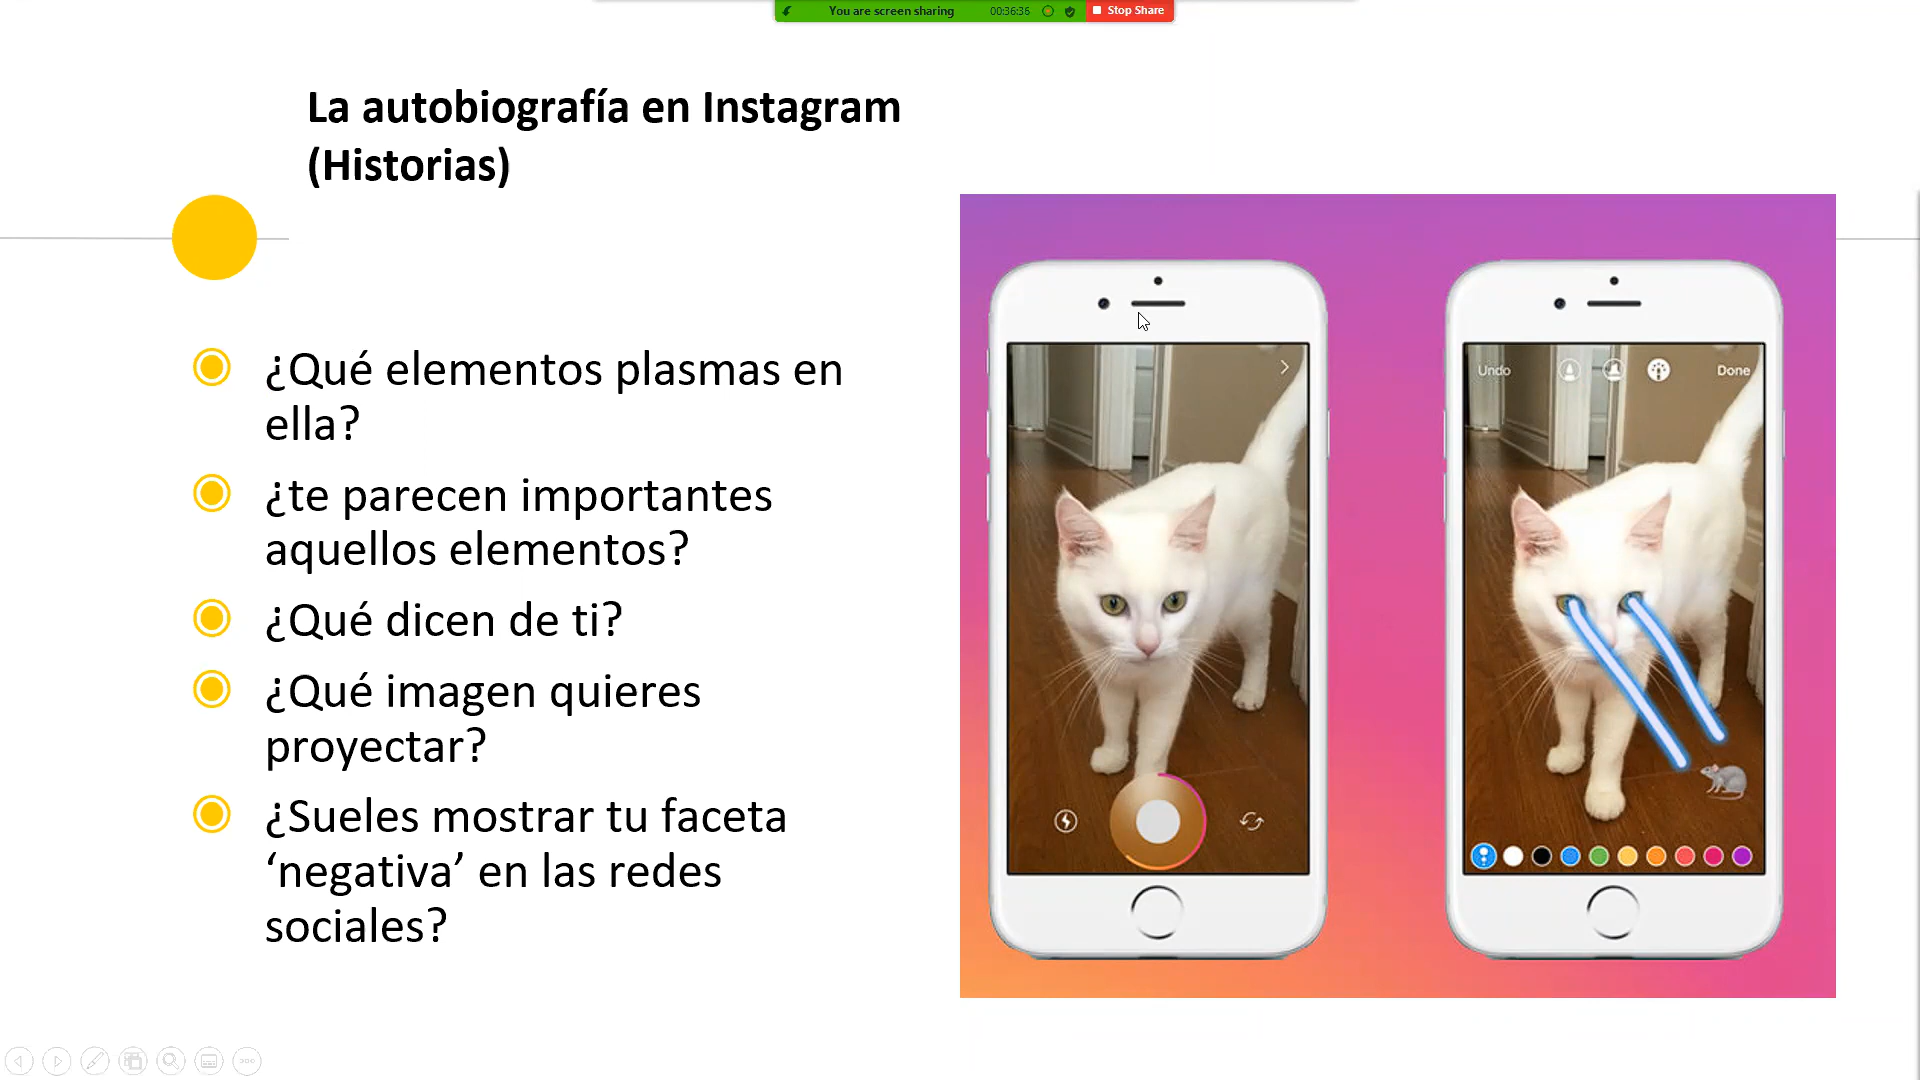 You are screen sharing 00:36:36 Stop Share
La autobiografía en Instagram
(Historias)
¿Qué elementos plasmas en
ella?
¿te parecen importantes
aquellos elementos?
¿Qué dicen de ti?
¿Qué imagen quieres
proyectar?
¿Sueles mostrar tu faceta
‘negativa’ en las redes
sociales?
Undo Done